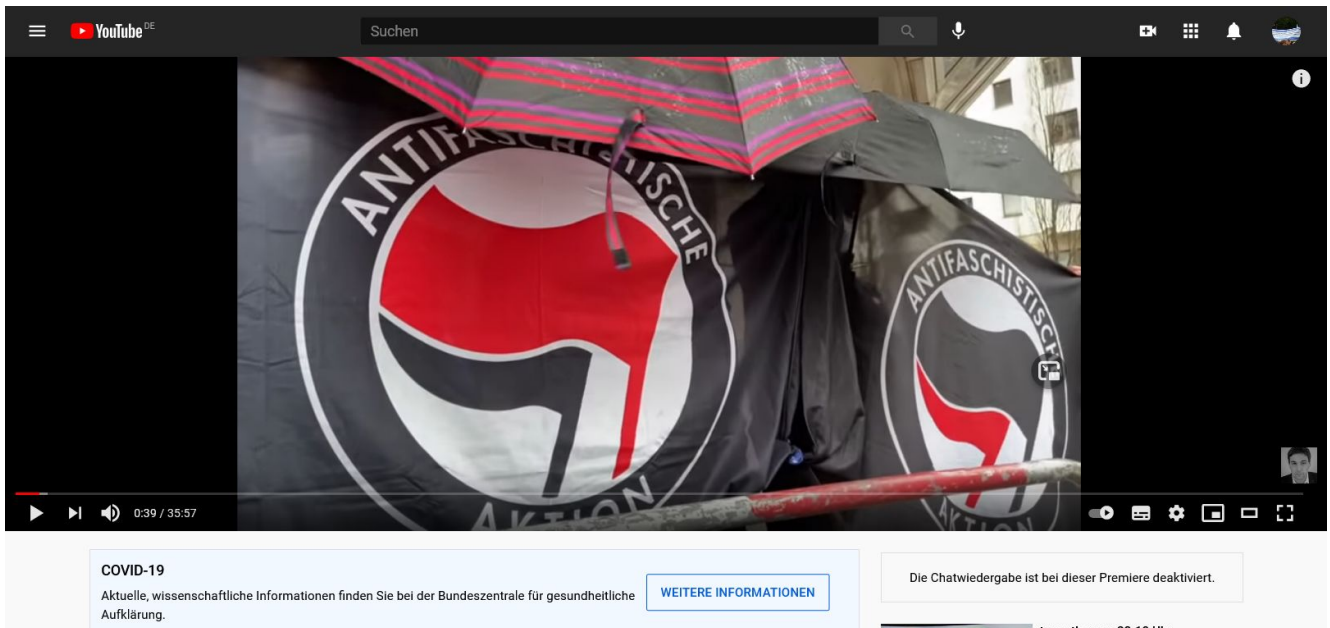 YouTube DE
Suchen
ANTIFASCHISTISCHE
AKTION
ANTIFASCHISTISCHE
AKTION
0:39 / 35:57
COVID-19
Aktuelle, wissenschaftliche Informationen finden Sie bei der Bundeszentrale für gesundheitliche
Aufklärung.
WEITERE INFORMATIONEN
Die Chatwiedergabe ist bei dieser Premiere deaktiviert.